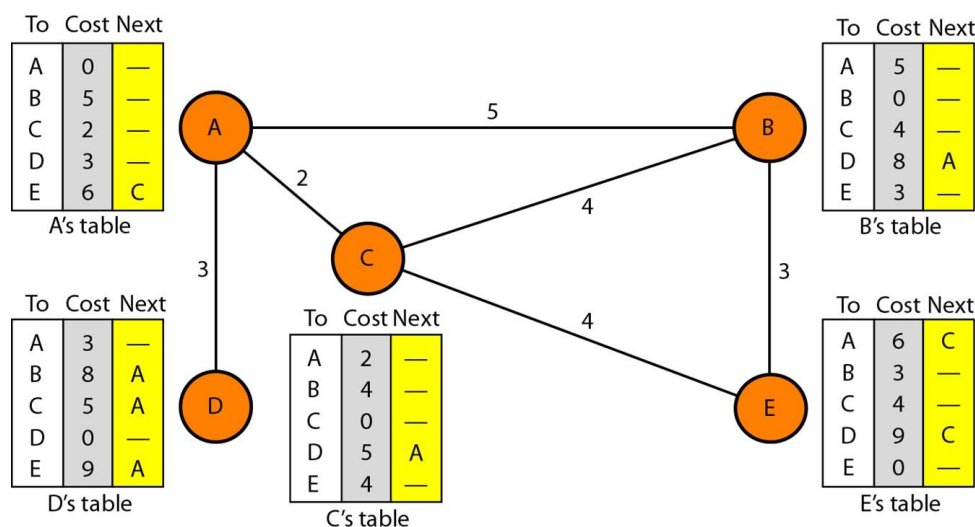 To Cost Next
A 0 —
B 5 —
C 2 —
D 3 —
E 6 C
A's table
To Cost Next
A 5 —
B 0 —
C 4 —
D 8 A
E 3 —
B's table
A
5
B
2
4
C
3
3
4
D
E
To Cost Next
A 3 —
B 8 A
C 5 A
D 0 —
E 9 A
D's table
To Cost Next
A 2 —
B 4 —
C 0 —
D 5 A
E 4 —
C's table
To Cost Next
A 6 C
B 3 —
C 4 —
D 9 C
E 0 —
E's table